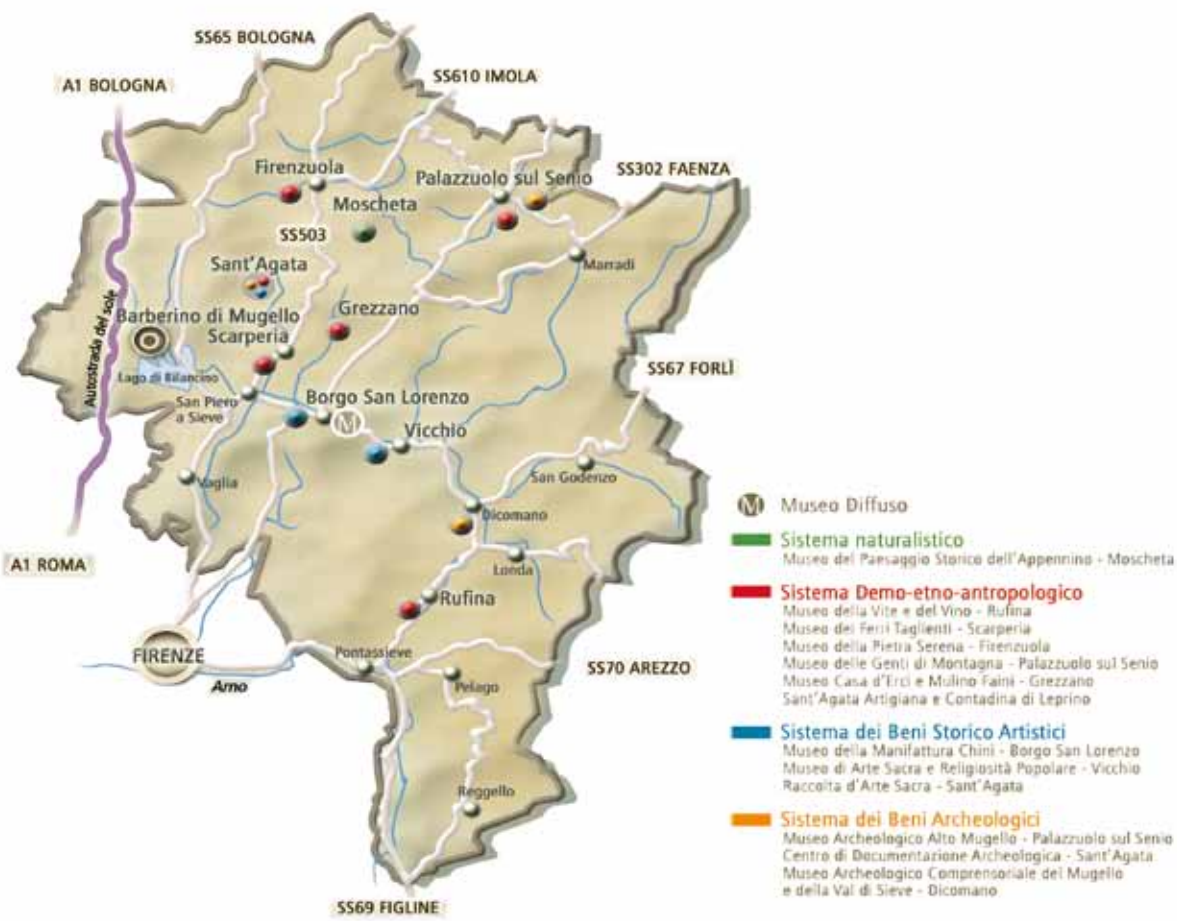 SS65 BOLOGNA
SS610 IMOLA
A1 BOLOGNA
SS302 FAENZA
Firenzuola
Palazzuolo sul Senio
Moscheta
SS503
Marradi
Sant'Agata
Grezzano
Autostrada del sole
Barberino di Mugello
Scarperia
Lago di Bilancino
SS67 FORLÌ
San Piero
a Sieve
Borgo San Lorenzo
M
Vicchio
Vaglia
San Godenzo
Dicomano
A1 ROMA
Londa
Rufina
FIRENZE
Arno
Pontassieve
SS70 AREZZO
Pelago
Reggello
SS69 FIGLINE
M Museo Diffuso
Sistema naturalistico
Museo del Paesaggio Storico dell'Appennino - Moscheta
Sistema Demo-etno-antropologico
Museo della Vite e del Vino - Rufina
Museo dei Ferri Taglienti - Scarperia
Museo della Pietra Serena - Firenzuola
Museo delle Genti di Montagna - Palazzuolo sul Senio
Museo Casa d'Erci e Mulino Faini - Grezzano
Sant'Agata Artigiana e Contadina di Leprino
Sistema dei Beni Storico Artistici
Museo della Manifattura Chini - Borgo San Lorenzo
Museo di Arte Sacra e Religiosità Popolare - Vicchio
Raccolta d'Arte Sacra - Sant'Agata
Sistema dei Beni Archeologici
Museo Archeologico Alto Mugello - Palazzuolo sul Senio
Centro di Documentazione Archeologica - Sant'Agata
Museo Archeologico Comprensoriale del Mugello
e della Val di Sieve - Dicomano